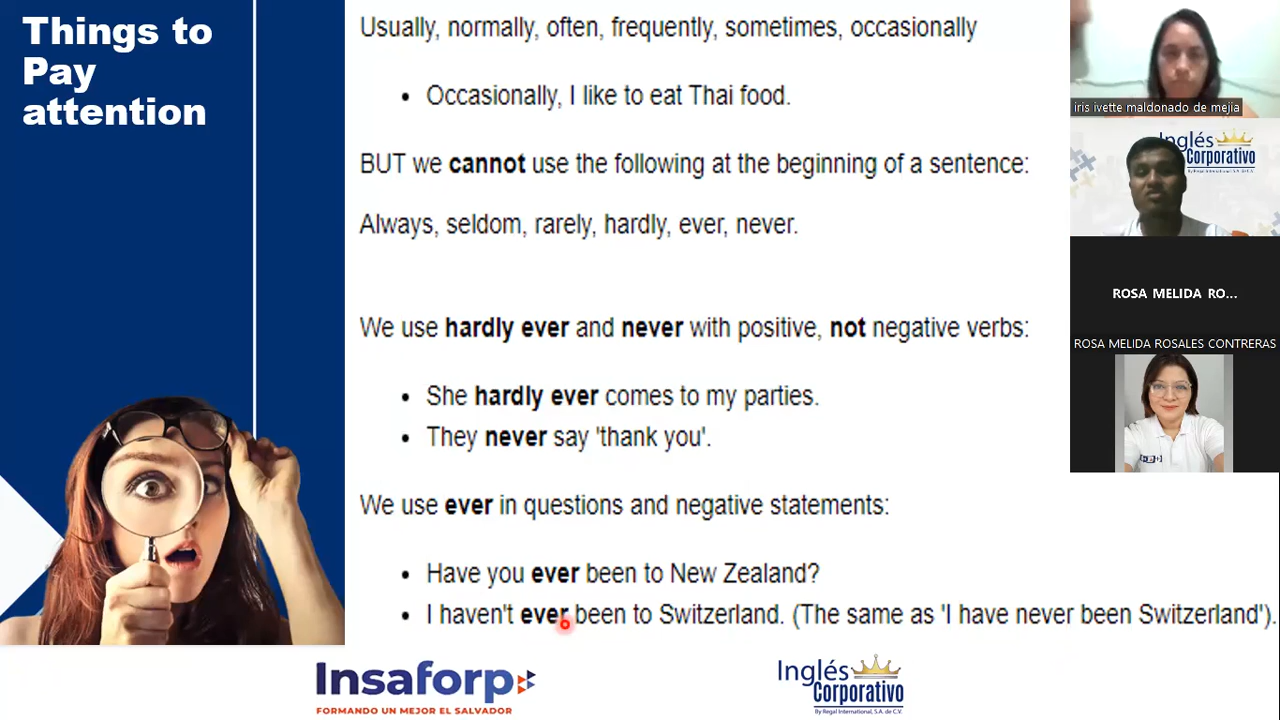 Things to
Pay
attention
Usually, normally, often, frequently, sometimes, occasionally
• Occasionally, I like to eat Thai food.
BUT we cannot use the following at the beginning of a sentence:
Always, seldom, rarely, hardly, ever, never.
We use hardly ever and never with positive, not negative verbs:
• She hardly ever comes to my parties.
• They never say 'thank you'.
We use ever in questions and negative statements:
• Have you ever been to New Zealand?
• I haven't ever been to Switzerland. (The same as 'I have never been Switzerland').
Insaforp
FORMANDO UN MEJOR EL SALVADOR
Inglés
Corporativo
By Regal International, S.A. de C.V.
iris ivette maldonado de mejia
Inglés
Corporativo
By Regal International, S.A. de C.V.
ROSA MELIDA RO...
ROSA MELIDA ROSALES CONTRERAS